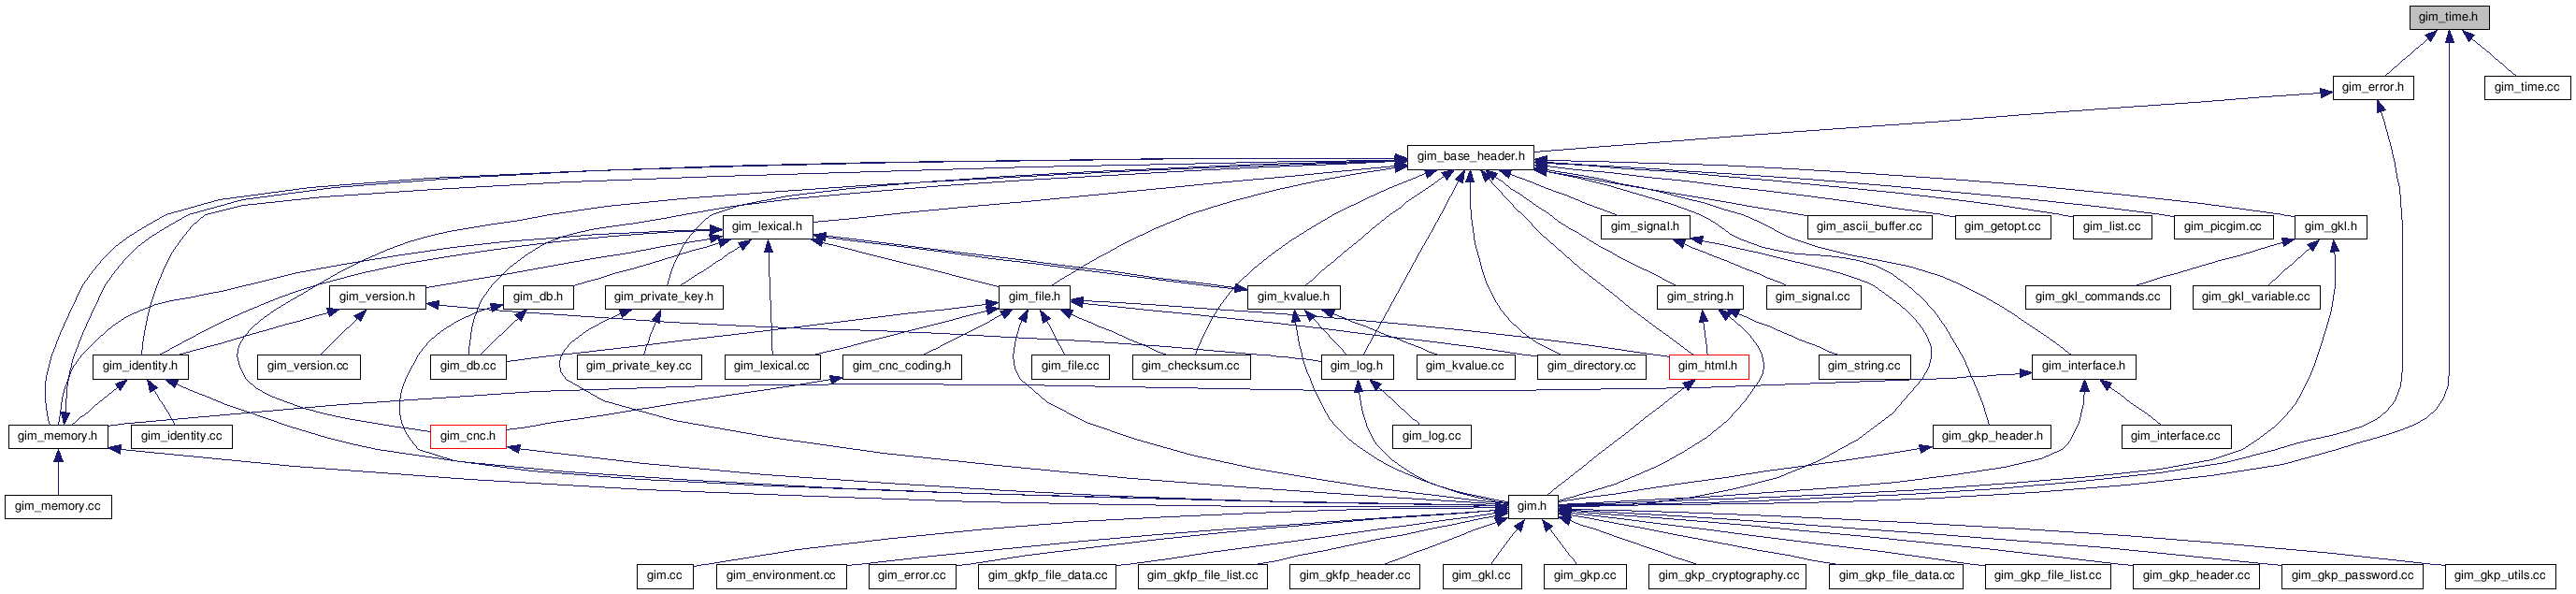 gim_time.h
gim_error.h
gim_time.cc
gim_base_header.h
gim_lexical.h
gim_signal.h
gim_ascii_buffer.cc
gim_getopt.cc
gim_list.cc
gim_picgim.cc
gim_gkl.h
gim_version.h
gim_db.h
gim_private_key.h
gim_file.h
gim_kvalue.h
gim_string.h
gim_signal.cc
gim_gkl_commands.cc
gim_gkl_variable.cc
gim_identity.h
gim_version.cc
gim_db.cc
gim_private_key.cc
gim_lexical.cc
gim_cnc_coding.h
gim_file.cc
gim_checksum.cc
gim_log.h
gim_kvalue.cc
gim_directory.cc
gim_html.h
gim_string.cc
gim_interface.h
gim_memory.h
gim_identity.cc
gim_cnc.h
gim_log.cc
gim_gkp_header.h
gim_interface.cc
gim_memory.cc
gim.h
gim.cc
gim_environment.cc
gim_error.cc
gim_gkfp_file_data.cc
gim_gkfp_file_list.cc
gim_gkfp_header.cc
gim_gkl.cc
gim_gkp.cc
gim_gkp_cryptography.cc
gim_gkp_file_data.cc
gim_gkp_file_list.cc
gim_gkp_header.cc
gim_gkp_password.cc
gim_gkp_utils.cc